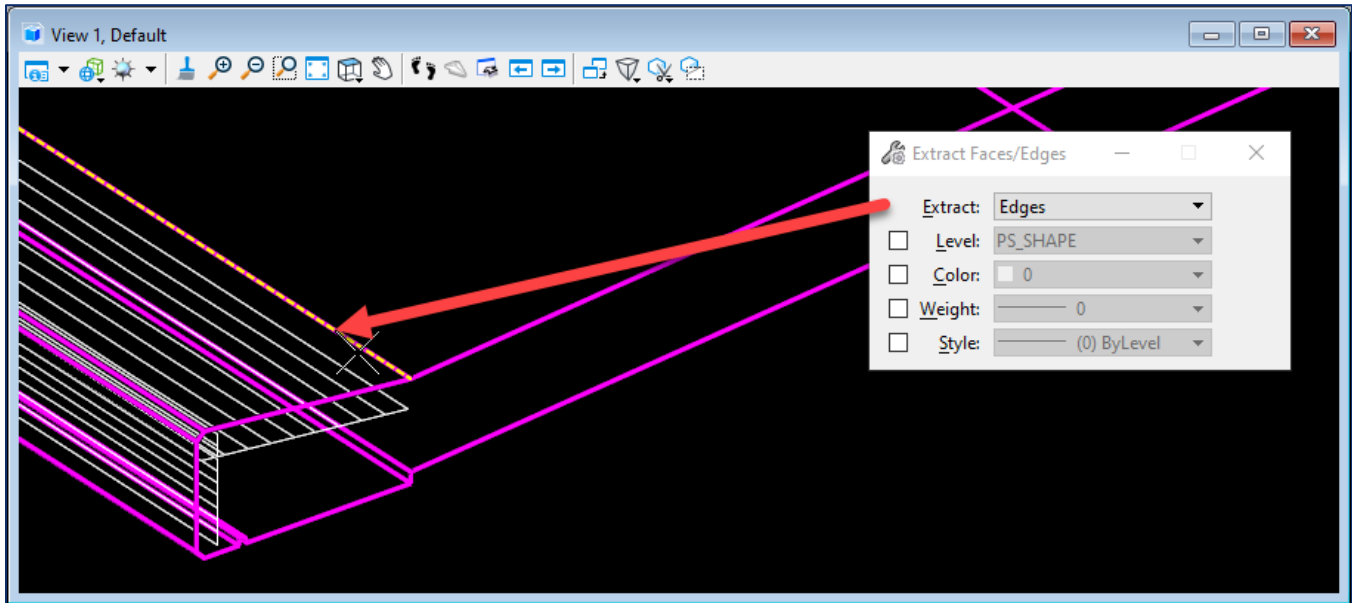 View 1, Default
Extract Faces/Edges
Extract: Edges
Level: PS_SHAPE
Color: 0
Weight: 0
Style: (0) ByLevel